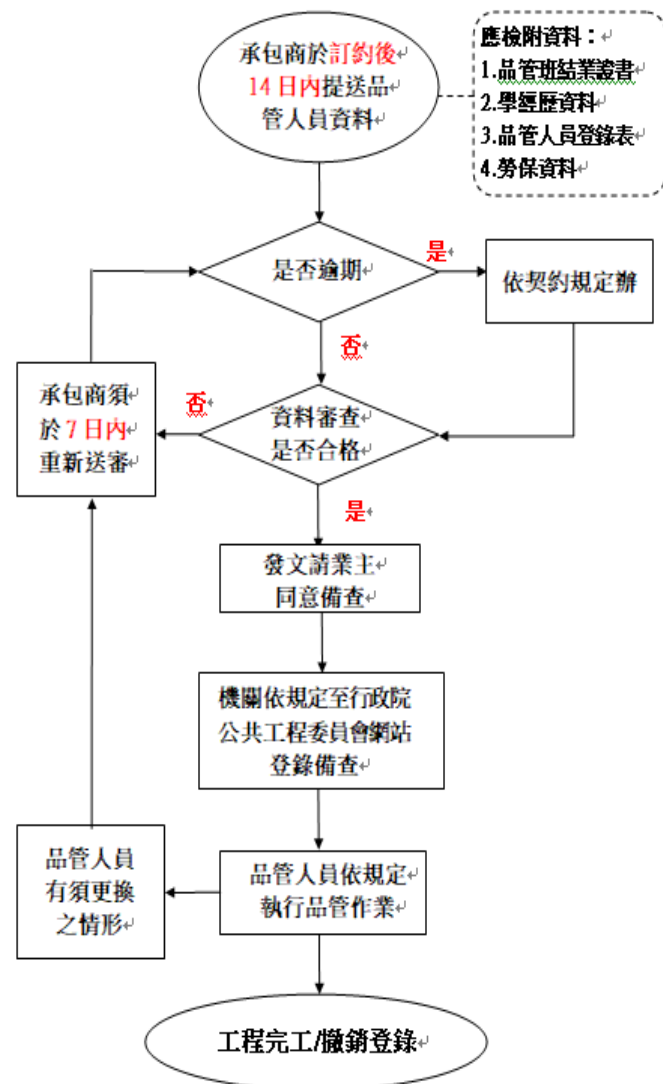 承包商於訂約後
14 日內提送品
管人員資料
應檢附資料：
1.品管班結業證書
2.學經歷資料
3.品管人員登錄表
4.勞保資料
是否逾期
是
依契約規定辦
否
承包商須
於 7 日內
重新送審
否
資料審查
是否合格
是
發文請業主
同意備查
機關依規定至行政院
公共工程委員會網站
登錄備查
品管人員
有須更換
之情形
品管人員依規定
執行品管作業
工程完工/撤銷登錄